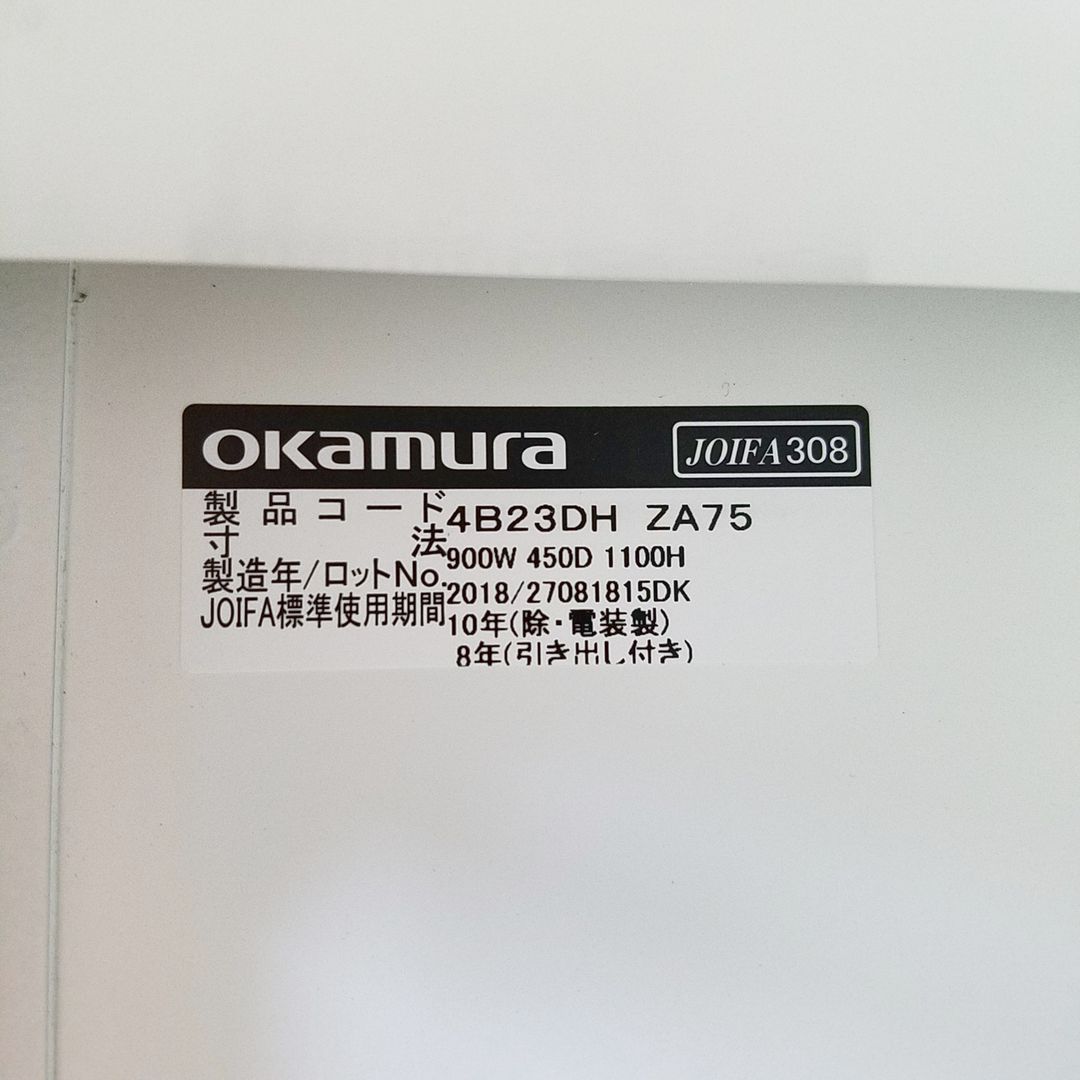 OKamura JOIFA308
製品コード 4B23DH ZA75
寸法 900W 450D 1100H
製造年/ロットNo. 2018/27081815DK
JOIFA標準使用期間 10年(除・電装製)
8年(引き出し付き)